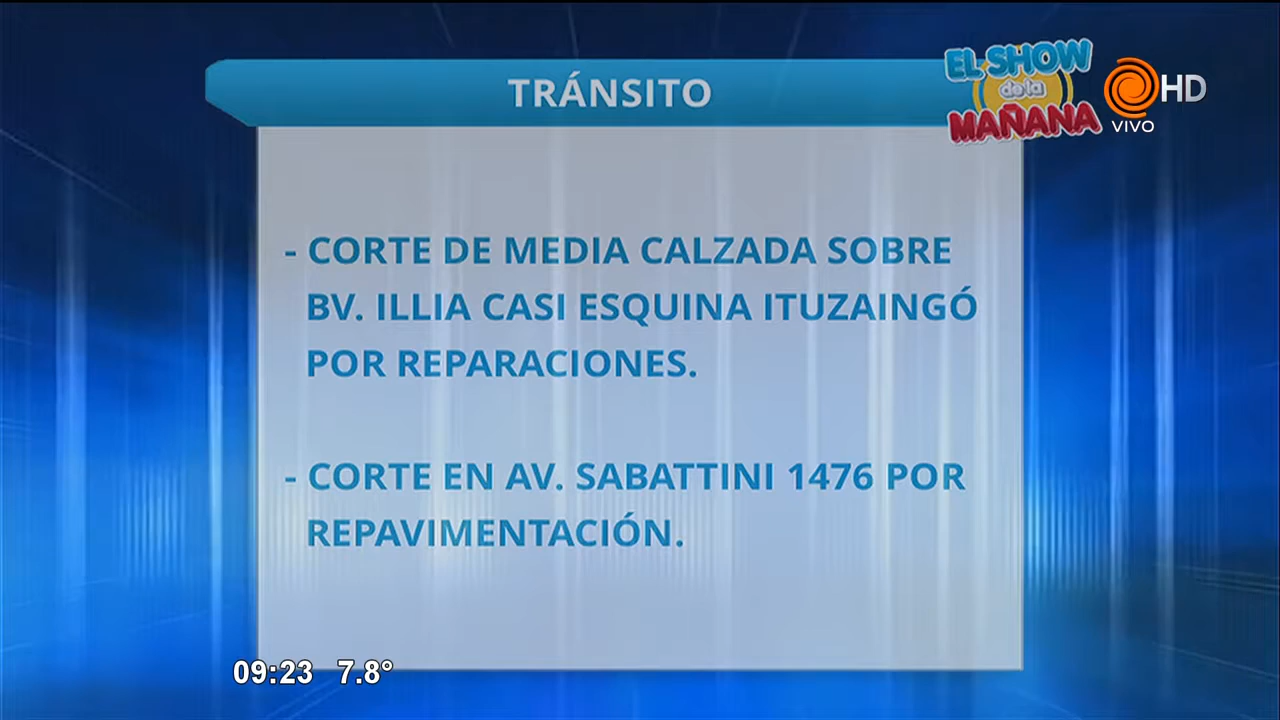 TRÁNSITO
EL SHOW
de la
MAÑANA
HD
VIVO
- CORTE DE MEDIA CALZADA SOBRE
BV. ILLIA CASI ESQUINA ITUZAINGÓ
POR REPARACIONES.
- CORTE EN AV. SABATTINI 1476 POR
REPAVIMENTACIÓN.
09:23 7.8°